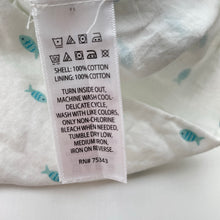 SHELL: 100% COTTON
LINING: 100% COTTON
TURN INSIDE OUT,
MACHINE WASH COOL-
DELICATE CYCLE,
WASH WITH LIKE COLORS,
ONLY NON-CHLORINE
BLEACH WHEN NEEDED,
TUMBLE DRY LOW,
MEDIUM IRON,
IRON ON REVERSE.
RN# 75343